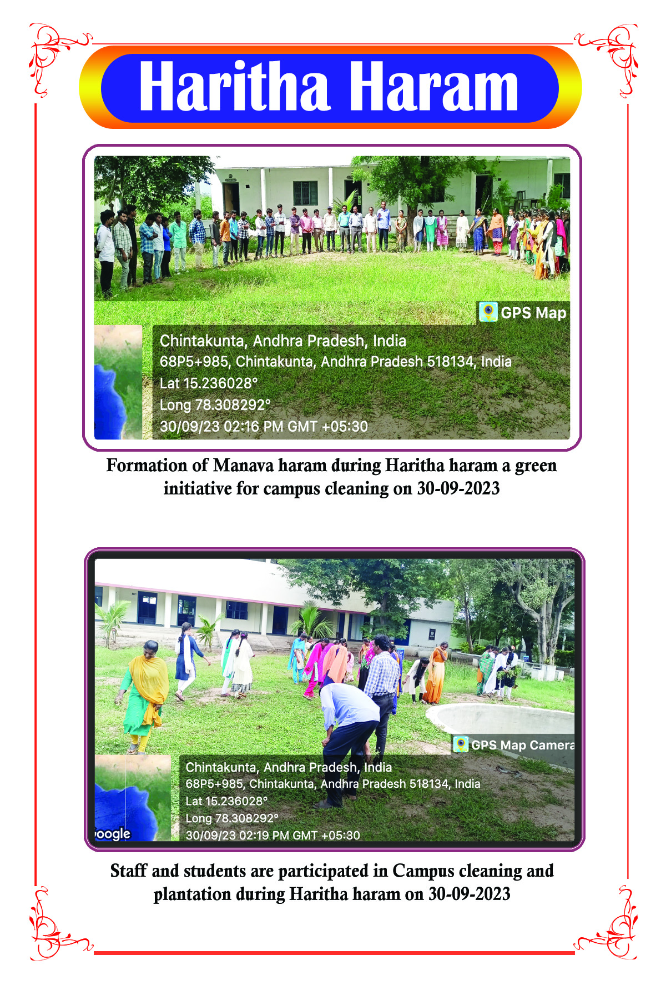 Haritha Haram
GPS Map
Chintakunta, Andhra Pradesh, India
68P5+985, Chintakunta, Andhra Pradesh 518134, India
Lat 15.236028°
Long 78.308292°
30/09/23 02:16 PM GMT +05:30
Formation of Manava haram during Haritha haram a green
initiative for campus cleaning on 30-09-2023
GPS Map Camera
Chintakunta, Andhra Pradesh, India
68P5+985, Chintakunta, Andhra Pradesh 518134, India
Lat 15.236028°
Long 78.308292°
oogle
30/09/23 02:19 PM GMT +05:30
Staff and students are participated in Campus cleaning and
plantation during Haritha haram on 30-09-2023